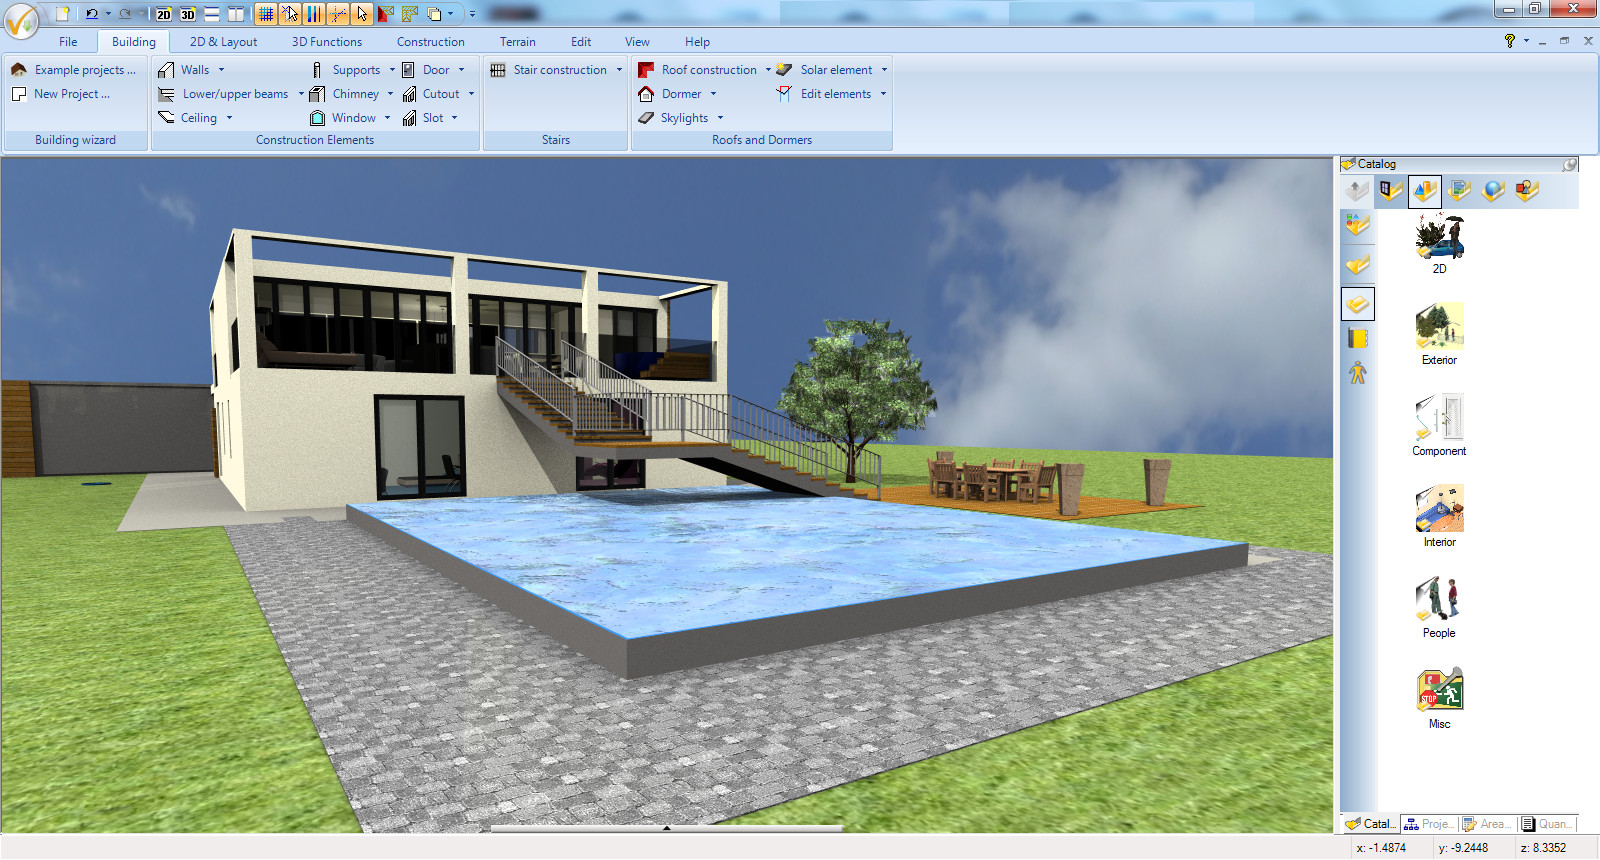 2D 3D
File Building 2D & Layout 3D Functions Construction Terrain Edit View Help
Example projects ... Walls Supports Door Stair construction Roof construction Solar element
New Project ... Lower/upper beams Chimney Cutout Dormer Edit elements
Ceiling Window Slot Skylights
Building wizard Construction Elements Stairs Roofs and Dormers
Catalog
2D
Exterior
Component
Interior
People
STOP
Misc
Catal... Proje... Area... Quan...
x: -1.4874 y: -9.2448 z: 8.3352